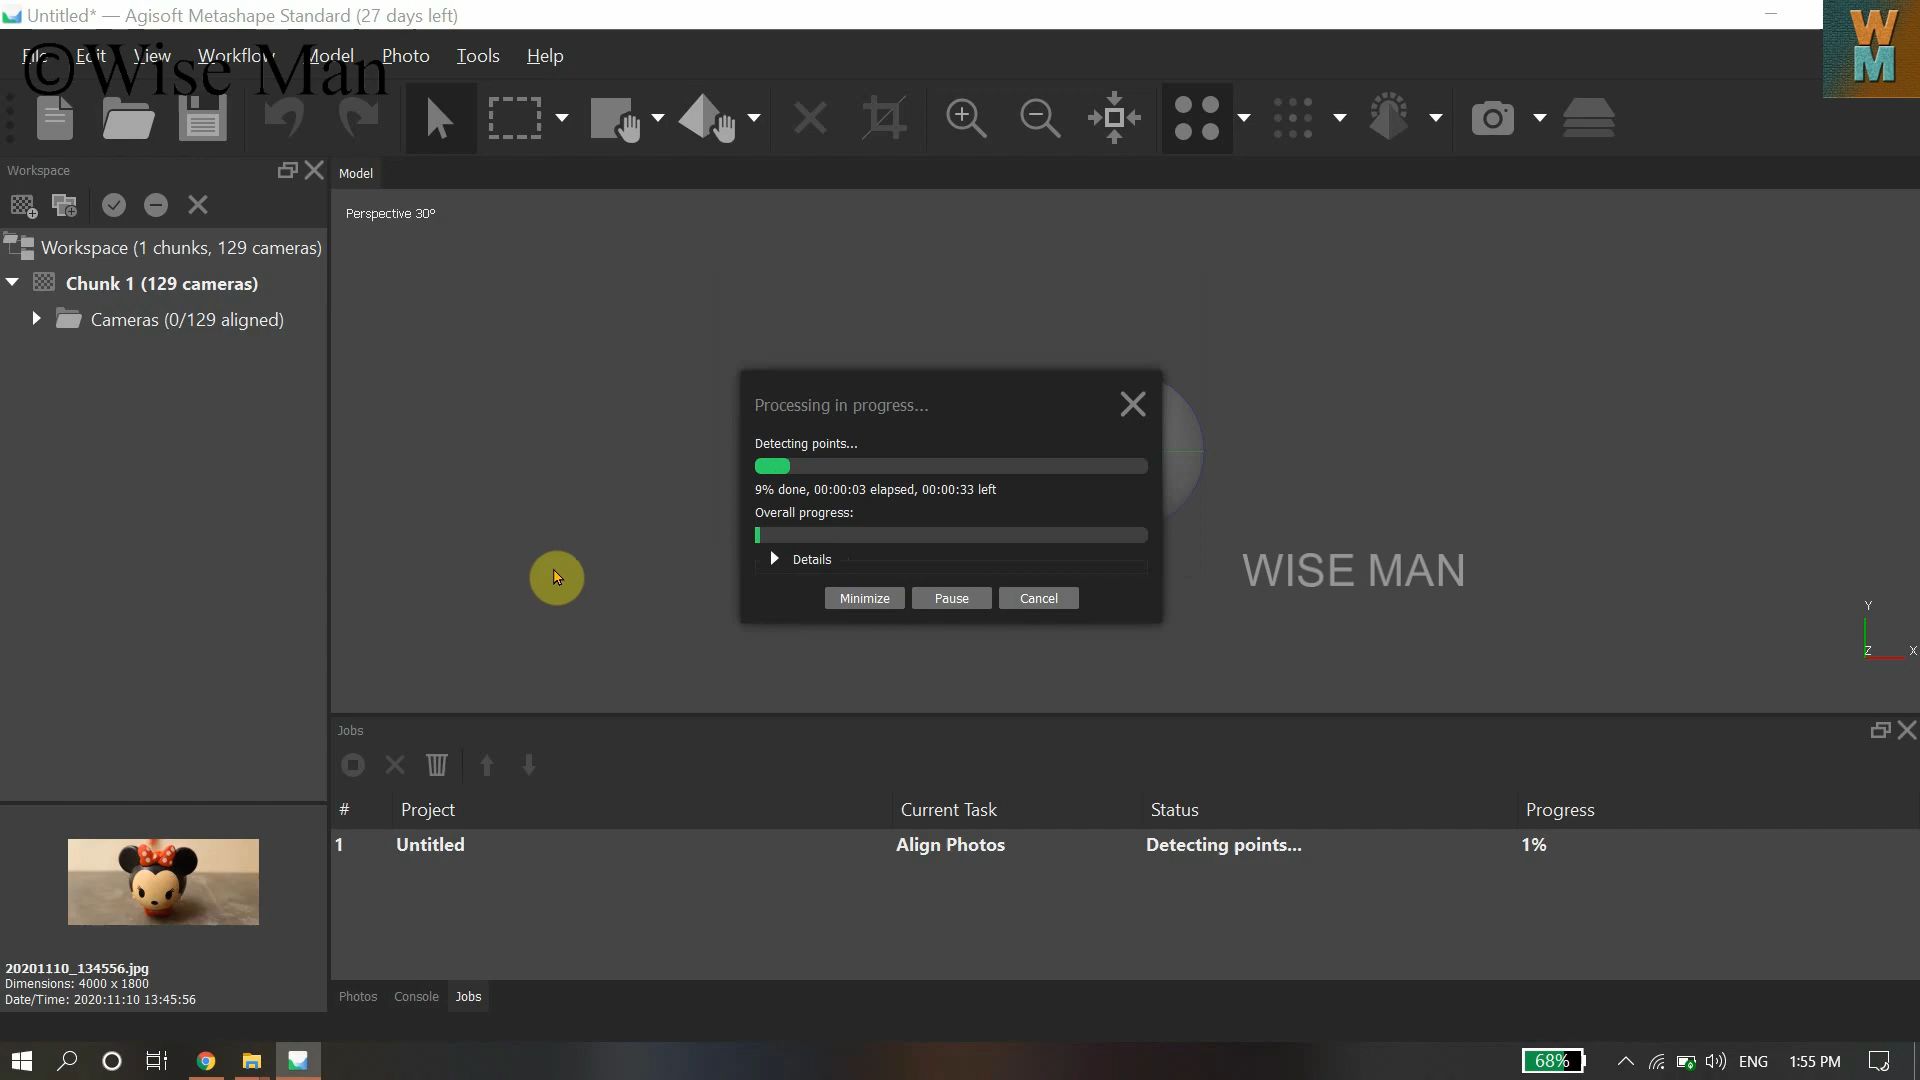 Untitled* — Agisoft Metashape Standard (27 days left)
W
M
©Wise Man
File Edit View Workflow Model Photo Tools Help
Workspace
Model
Perspective 30°
Workspace (1 chunks, 129 cameras)
Chunk 1 (129 cameras)
Cameras (0/129 aligned)
Processing in progress...
Detecting points...
9% done, 00:00:03 elapsed, 00:00:33 left
Overall progress:
Details
Minimize Pause Cancel
WISE MAN
Y
Z X
Jobs
# Project Current Task Status Progress
1 Untitled Align Photos Detecting points... 1%
20201110_134556.jpg
Dimensions: 4000 x 1800
Date/Time: 2020:11:10 13:45:56
Photos Console Jobs
68% ENG 1:55 PM